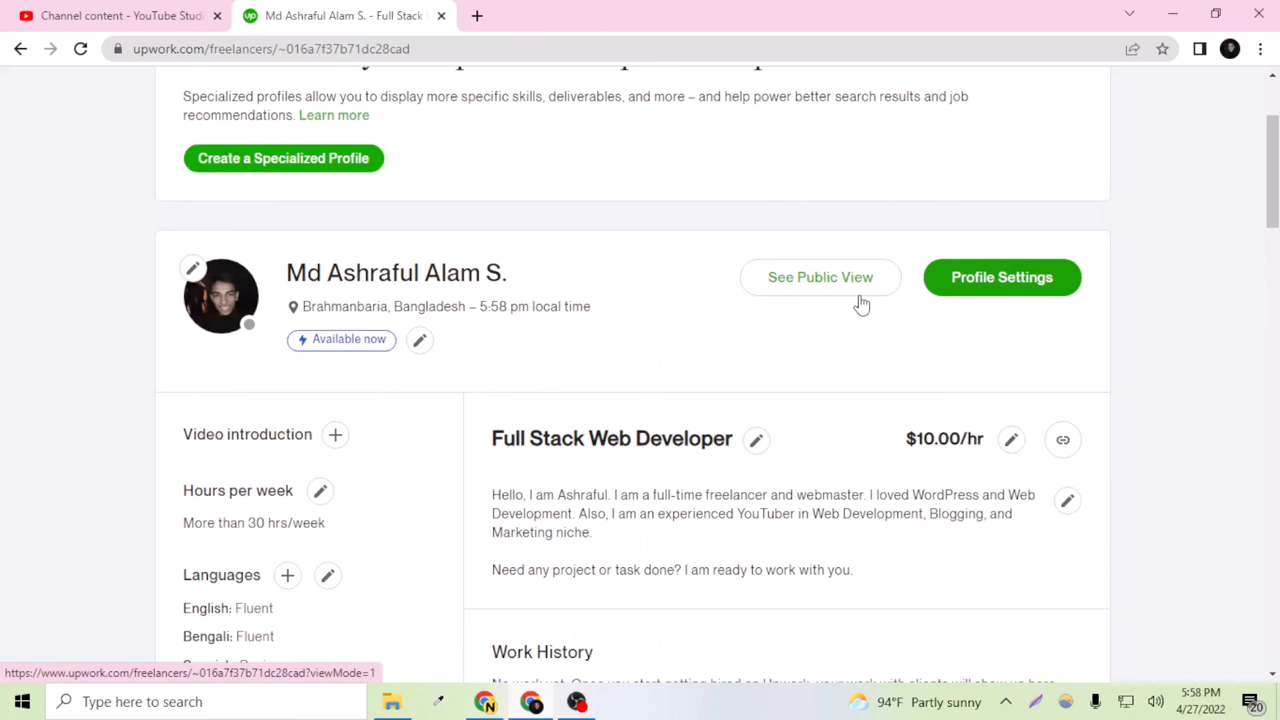 Channel content - YouTube Studi
Md Ashraful Alam S. - Full Stack
upwork.com/freelancers/~016a7f37b71dc28cad
Specialized profiles allow you to display more specific skills, deliverables, and more – and help power better search results and job
recommendations. Learn more
Create a Specialized Profile
Md Ashraful Alam S.
Brahmanbaria, Bangladesh – 5:58 pm local time
Available now
See Public View
Profile Settings
Video introduction
Hours per week
More than 30 hrs/week
Languages
English: Fluent
Bengali: Fluent
Full Stack Web Developer
$10.00/hr
Hello, I am Ashraful. I am a full-time freelancer and webmaster. I loved WordPress and Web
Development. Also, I am an experienced YouTuber in Web Development, Blogging, and
Marketing niche.
Need any project or task done? I am ready to work with you.
Work History
https://www.upwork.com/freelancers/~016a7f37b71dc28cad?viewMode=1
Type here to search
94°F Partly sunny
5:58 PM
4/27/2022
20